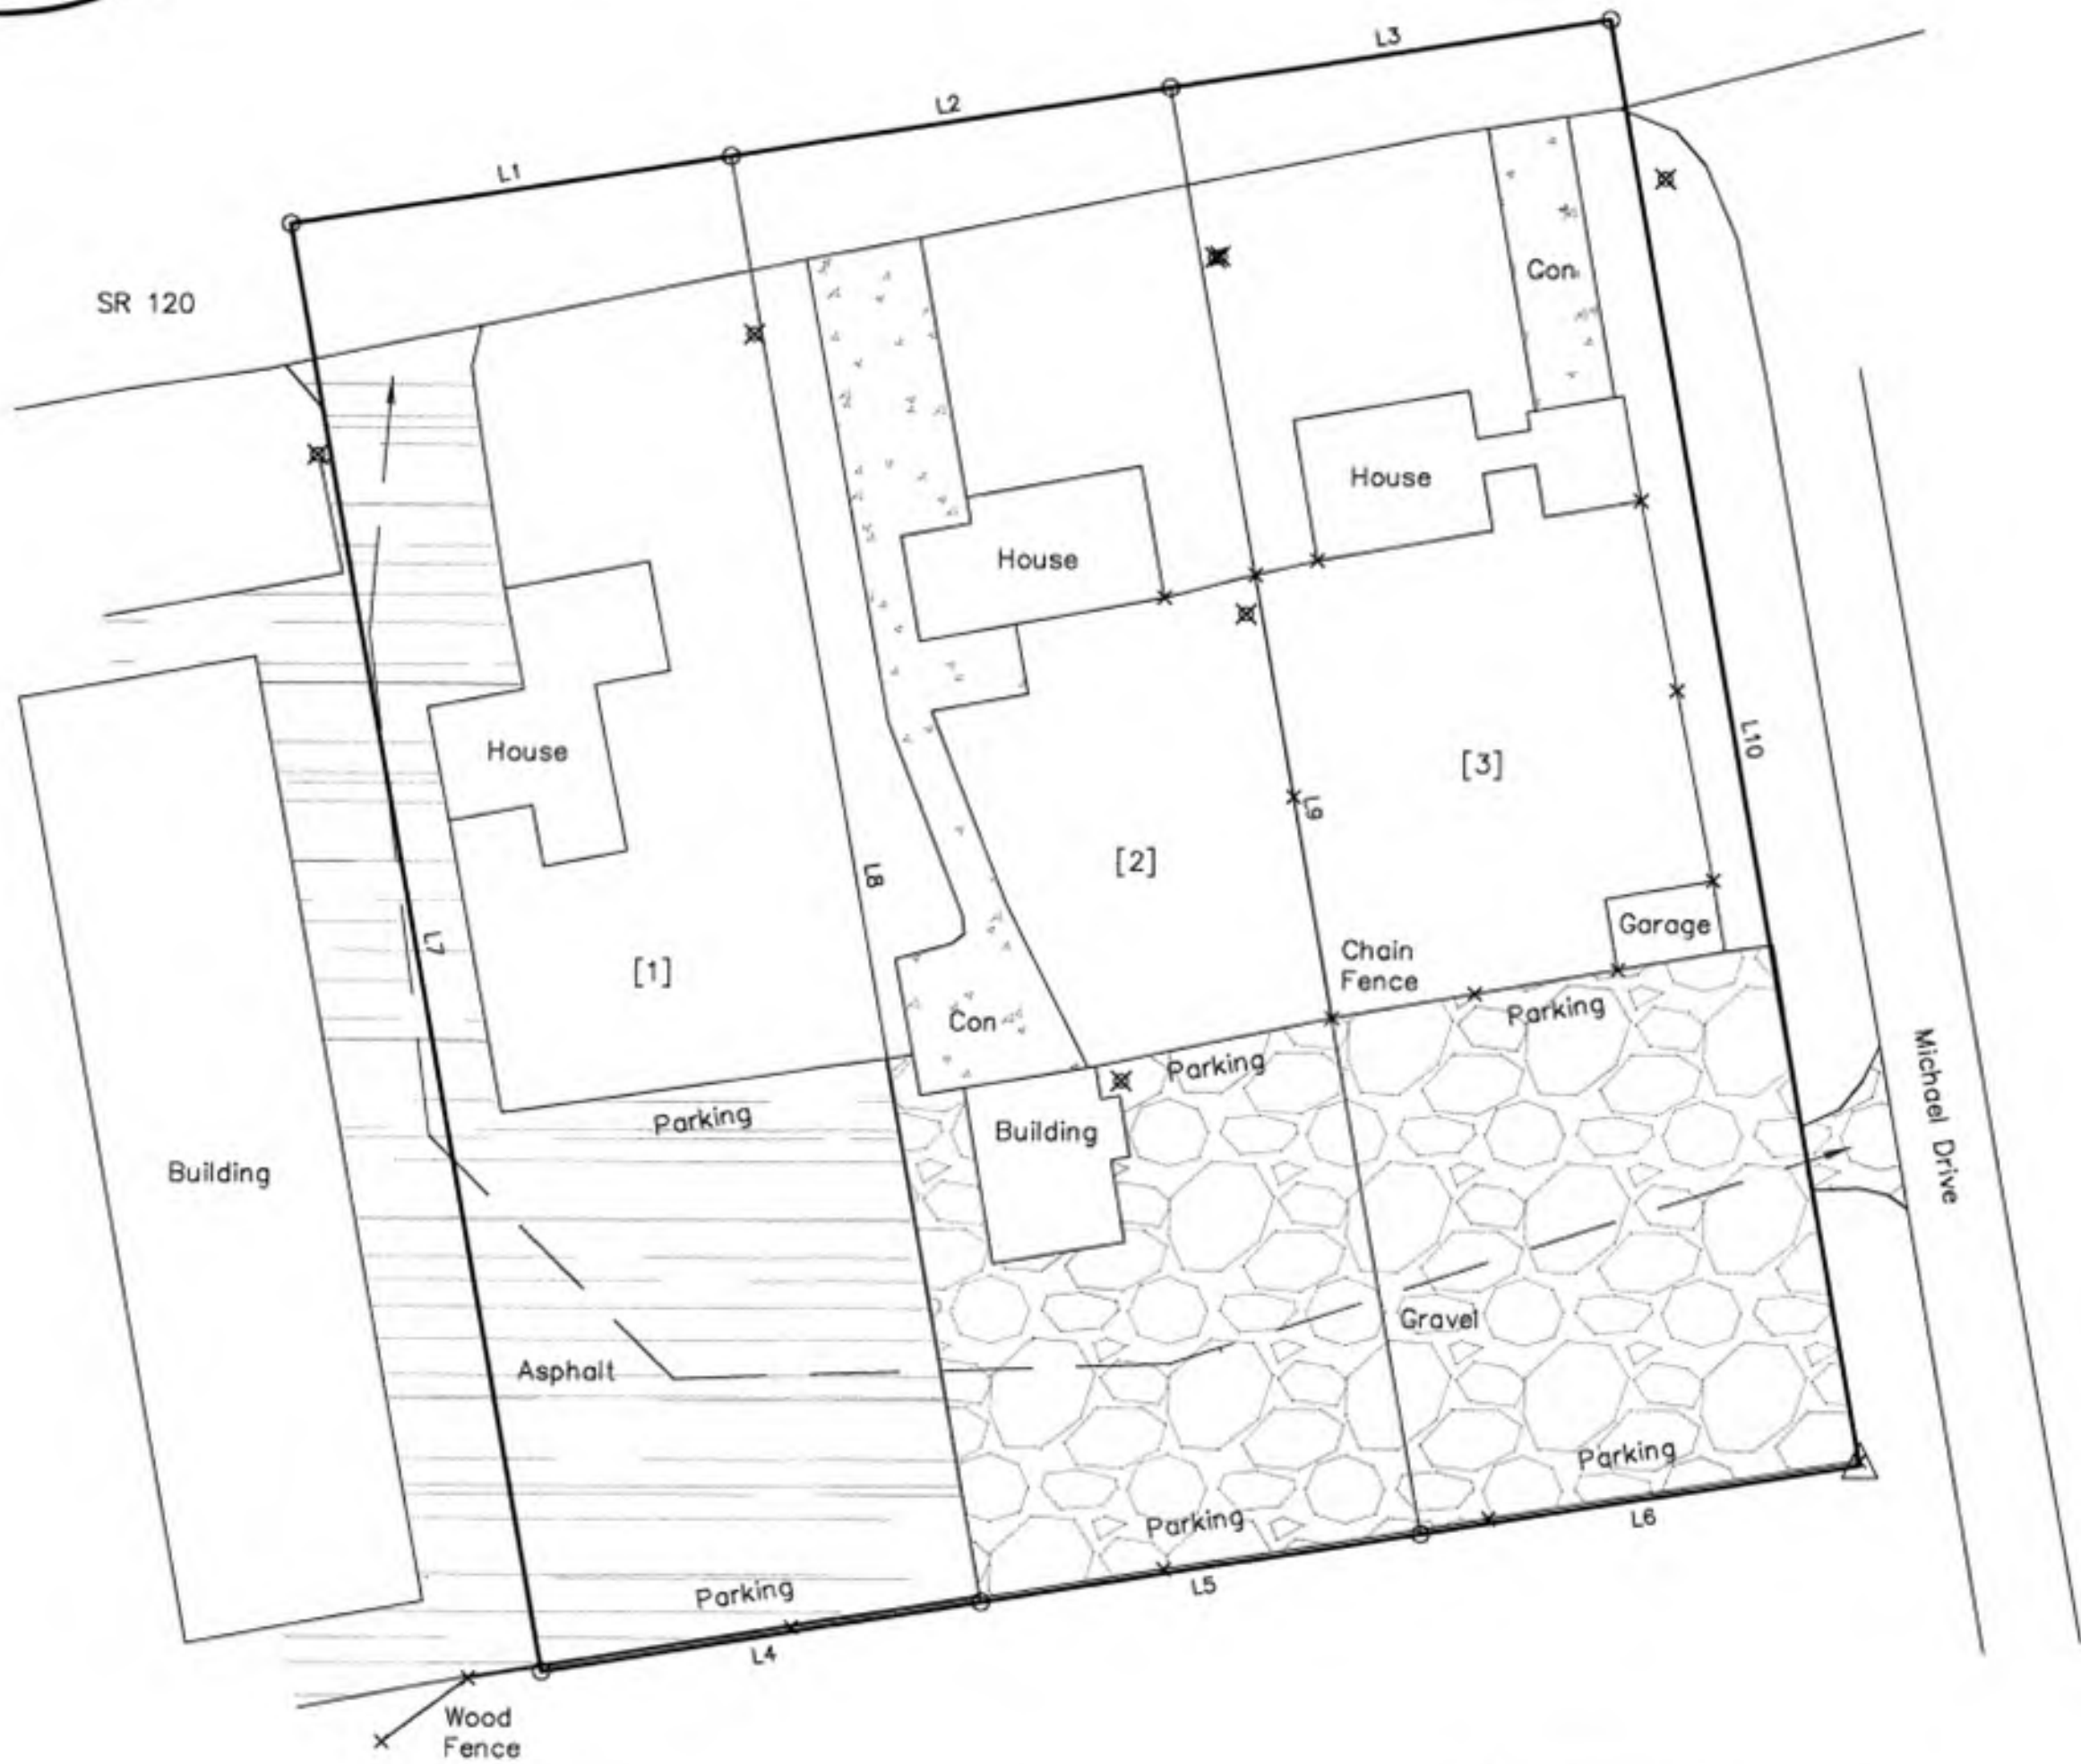 L3
L2
L1
SR 120
Con.
House
House
House
[3]
L10
L9
[2]
L8
Garage
L7
[1]
Chain
Fence
Parking
Con
Parking
Michael Drive
Parking
Building
Building
Gravel
Asphalt
Parking
Parking
L6
Parking
L5
L4
Wood
Fence